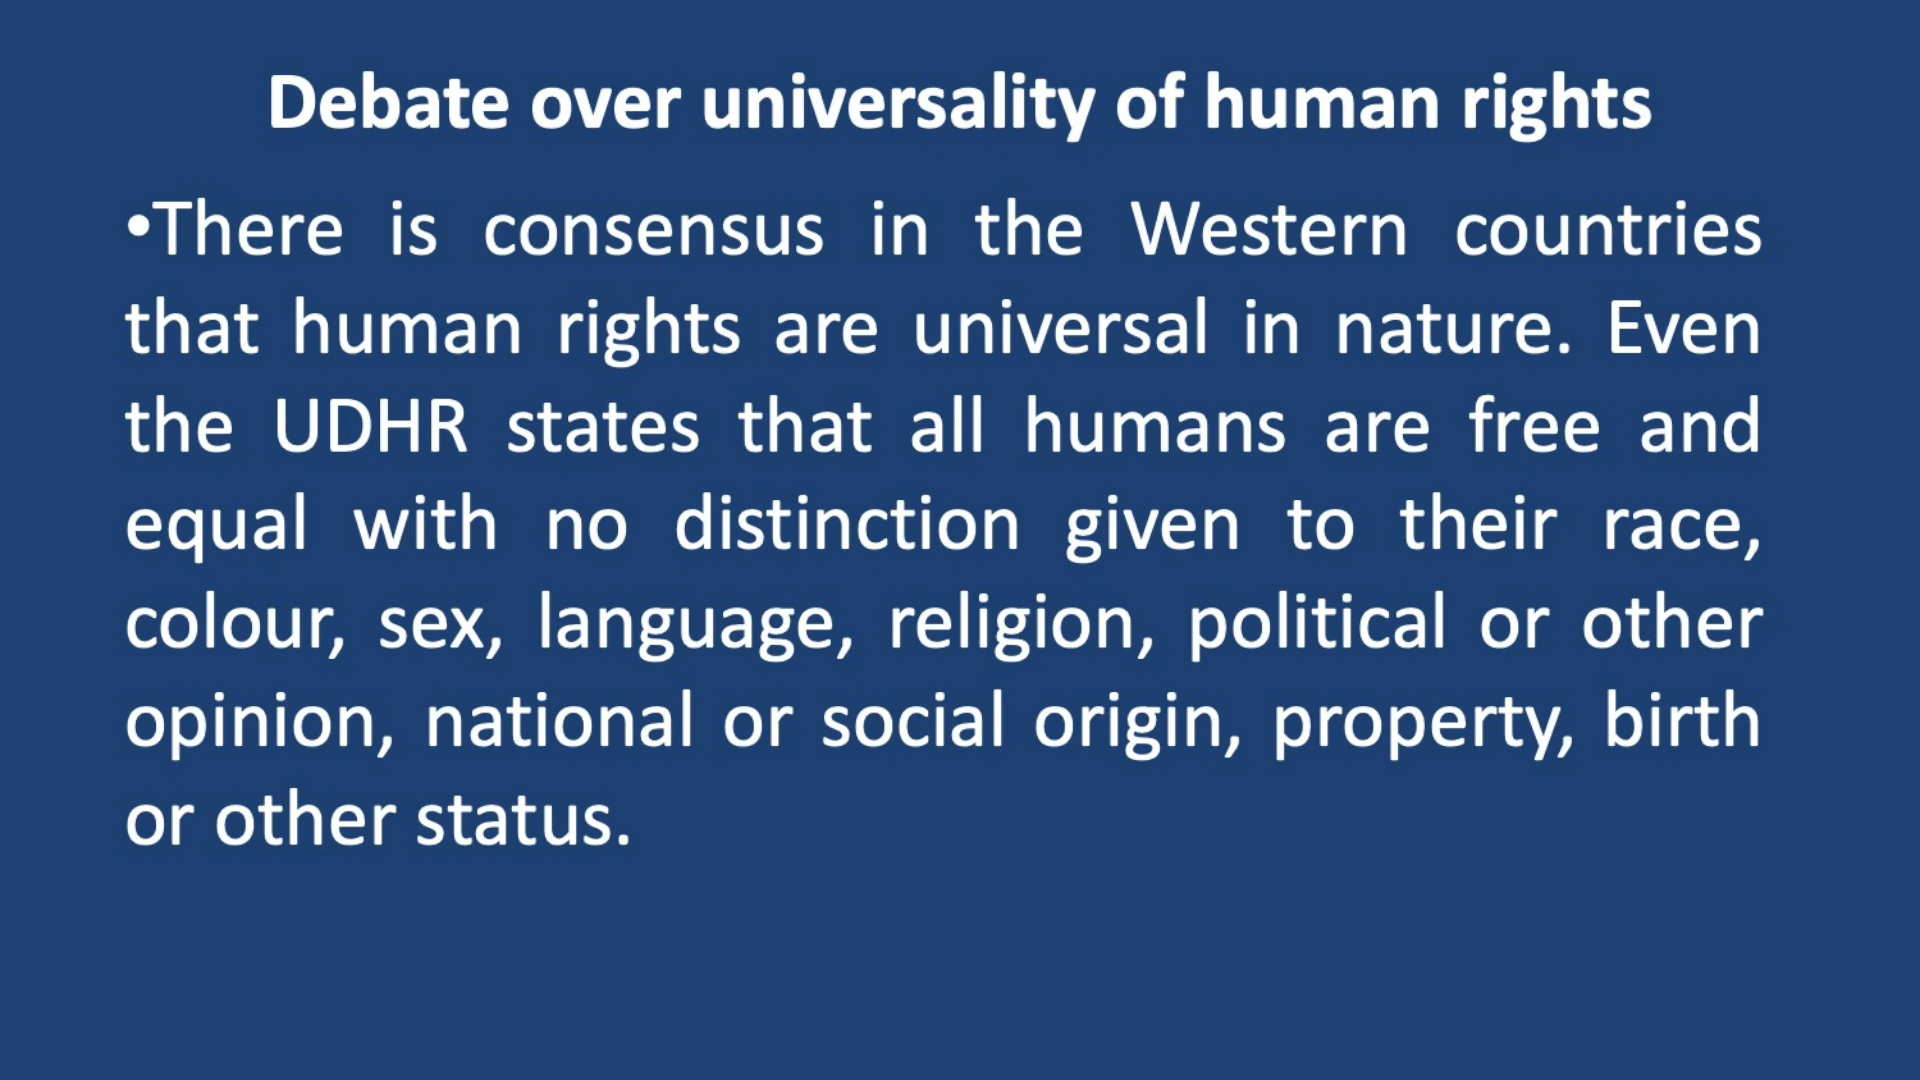 Debate over universality of human rights
•There is consensus in the Western countries
that human rights are universal in nature. Even
the UDHR states that all humans are free and
equal with no distinction given to their race,
colour, sex, language, religion, political or other
opinion, national or social origin, property, birth
or other status.